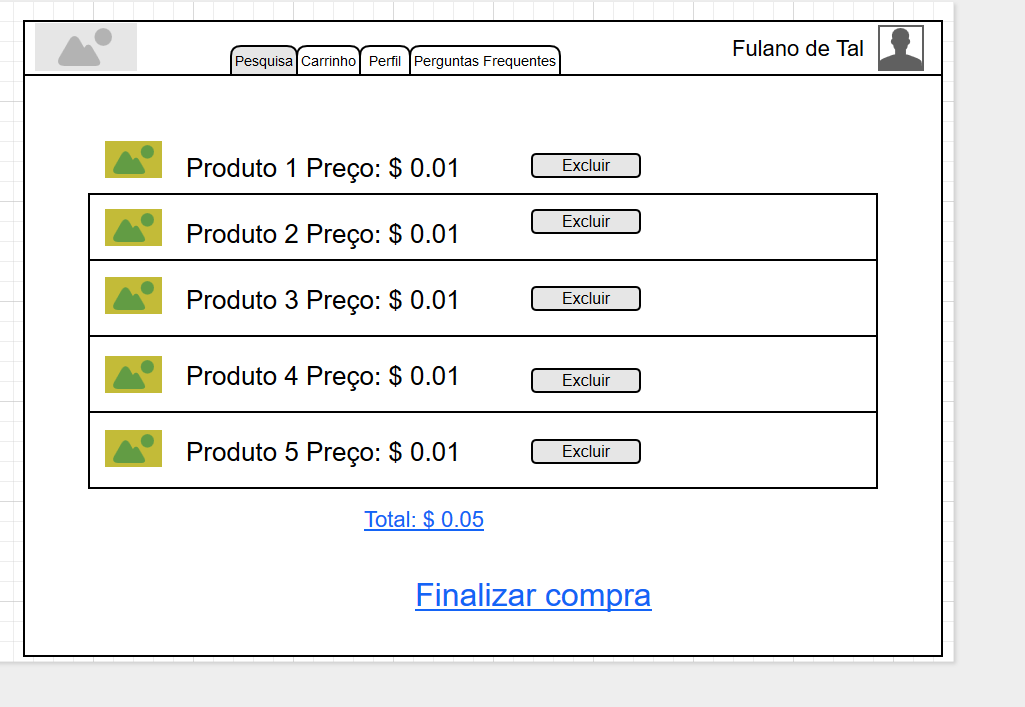 Fulano de Tal
Pesquisa Carrinho Perfil Perguntas Frequentes
Produto 1 Preço: $ 0.01 Excluir
Produto 2 Preço: $ 0.01 Excluir
Produto 3 Preço: $ 0.01 Excluir
Produto 4 Preço: $ 0.01 Excluir
Produto 5 Preço: $ 0.01 Excluir
Total: $ 0.05
Finalizar compra